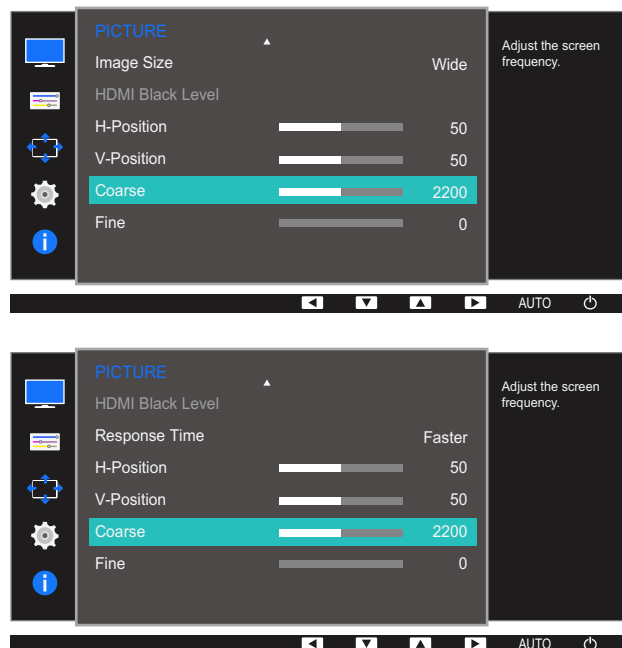 PICTURE
Image Size Wide
HDMI Black Level
H-Position 50
V-Position 50
Coarse 2200
Fine 0
Adjust the screen
frequency.
AUTO
PICTURE
HDMI Black Level
Response Time Faster
H-Position 50
V-Position 50
Coarse 2200
Fine 0
Adjust the screen
frequency.
AUTO